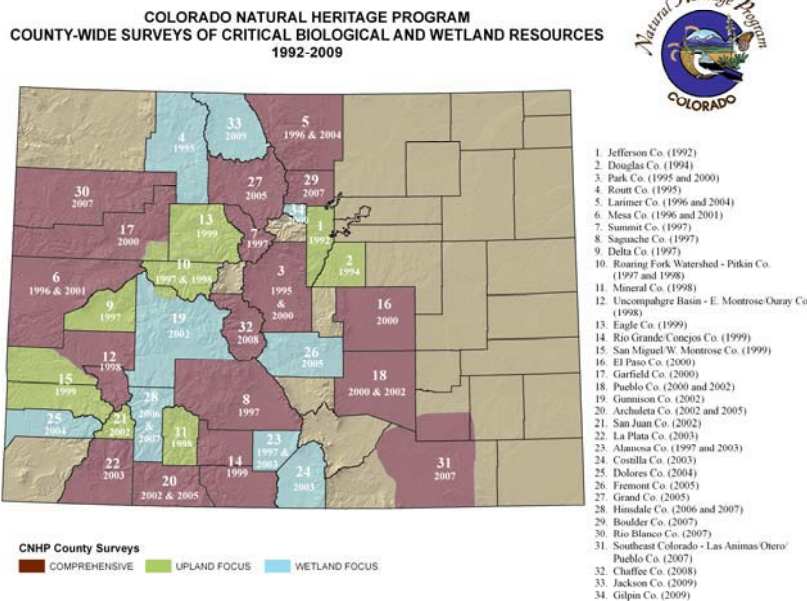 COLORADO NATURAL HERITAGE PROGRAM
COUNTY-WIDE SURVEYS OF CRITICAL BIOLOGICAL AND WETLAND RESOURCES
1992-2009
Natural Heritage Program
COLORADO
4
1995
33
2009
5
1996 & 2004
30
2007
27
2005
29
2007
34
17
2000
13
1999
7
1997
1
1992
6
1996 & 2001
10
1997 & 1998
3
1995
&
2000
2
1994
9
1997
19
2002
32
2008
16
2000
12
1998
26
2005
15
1999
18
2000 & 2002
28
2006
&
2007
8
1997
25
2004
21
2002
11
1998
23
1997 &
2003
22
2003
20
2002 & 2005
14
1999
24
2003
31
2007
1. Jefferson Co. (1992)
2. Douglas Co. (1994)
3. Park Co. (1995 and 2000)
4. Routt Co. (1995)
5. Larimer Co. (1996 and 2004)
6. Mesa Co. (1996 and 2001)
7. Summit Co. (1997)
8. Saguache Co. (1997)
9. Delta Co. (1997)
10. Roaring Fork Watershed - Pitkin Co.
(1997 and 1998)
11. Mineral Co. (1998)
12. Uncompahgre Basin - E. Montrose/Ouray Co
(1998)
13. Eagle Co. (1999)
14. Rio Grande/Conejos Co. (1999)
15. San Miguel/W. Montrose Co. (1999)
16. El Paso Co. (2000)
17. Garfield Co. (2000)
18. Pueblo Co. (2000 and 2002)
19. Gunnison Co. (2002)
20. Archuleta Co. (2002 and 2005)
21. San Juan Co. (2002)
22. La Plata Co. (2003)
23. Alamosa Co. (1997 and 2003)
24. Costilla Co. (2003)
25. Dolores Co. (2004)
26. Fremont Co. (2005)
27. Grand Co. (2005)
28. Hinsdale Co. (2006 and 2007)
29. Boulder Co. (2007)
30. Rio Blanco Co. (2007)
31. Southeast Colorado - Las Animas/Otero/
Pueblo Co. (2007)
32. Chaffee Co. (2008)
33. Jackson Co. (2009)
34. Gilpin Co. (2009)
CNHP County Surveys
COMPREHENSIVE
UPLAND FOCUS
WETLAND FOCUS